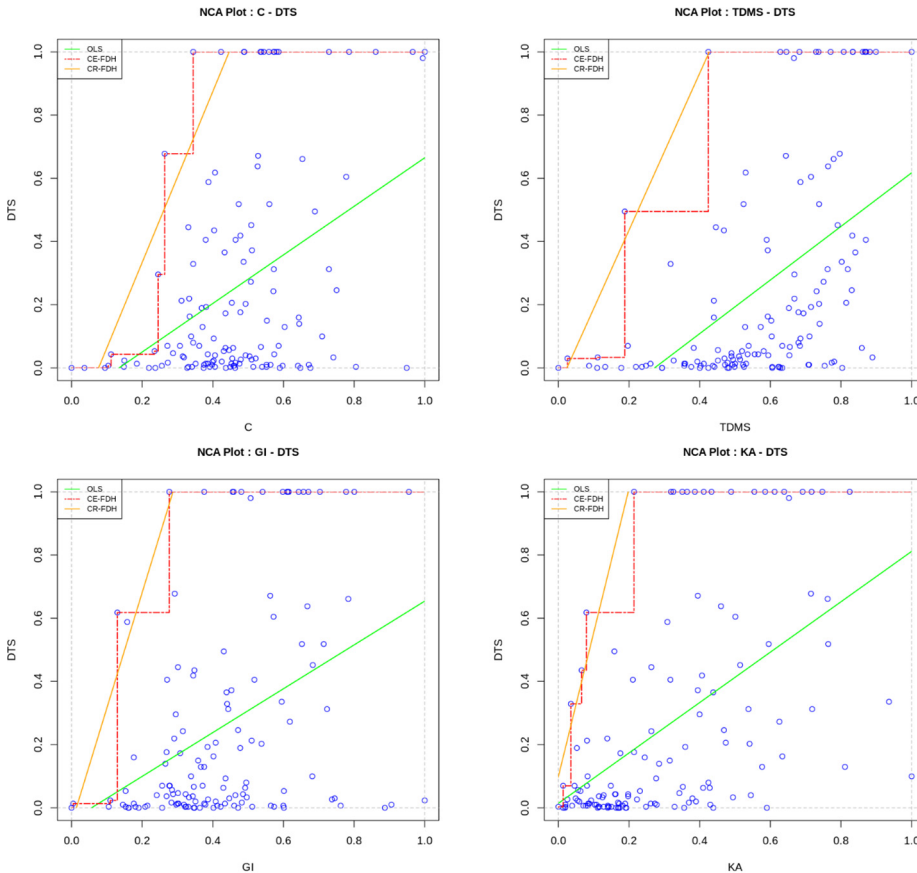 NCA Plot : C - DTS
OLS
CE-FDH
CR-FDH
DTS
0.0 0.2 0.4 0.6 0.8 1.0
0.0 0.2 0.4 0.6 0.8 1.0
C
NCA Plot : TDMS - DTS
OLS
CE-FDH
CR-FDH
DTS
0.0 0.2 0.4 0.6 0.8 1.0
0.0 0.2 0.4 0.6 0.8 1.0
TDMS
NCA Plot : GI - DTS
OLS
CE-FDH
CR-FDH
DTS
0.0 0.2 0.4 0.6 0.8 1.0
0.0 0.2 0.4 0.6 0.8 1.0
GI
NCA Plot : KA - DTS
OLS
CE-FDH
CR-FDH
DTS
0.0 0.2 0.4 0.6 0.8 1.0
0.0 0.2 0.4 0.6 0.8 1.0
KA